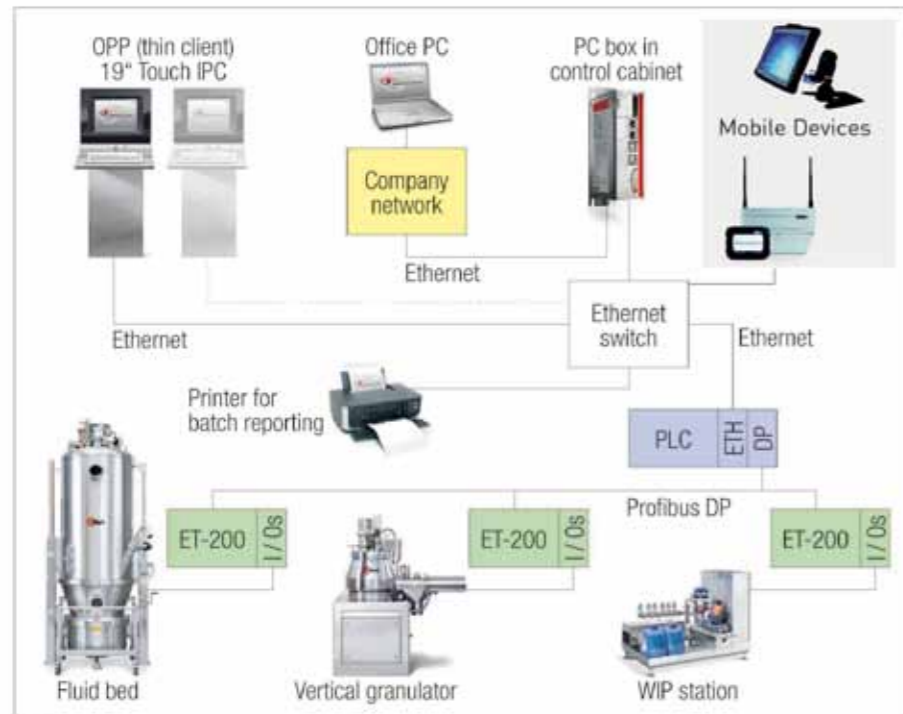 OPP (thin client)
19" Touch IPC
Office PC
PC box in
control cabinet
Mobile Devices
Company
network
Ethernet
Ethernet
switch
Ethernet
Ethernet
Printer for
batch reporting
PLC
ETH
DP
Profibus DP
ET-200
I / Os
ET-200
I / Os
ET-200
I / Os
Fluid bed
Vertical granulator
WIP station